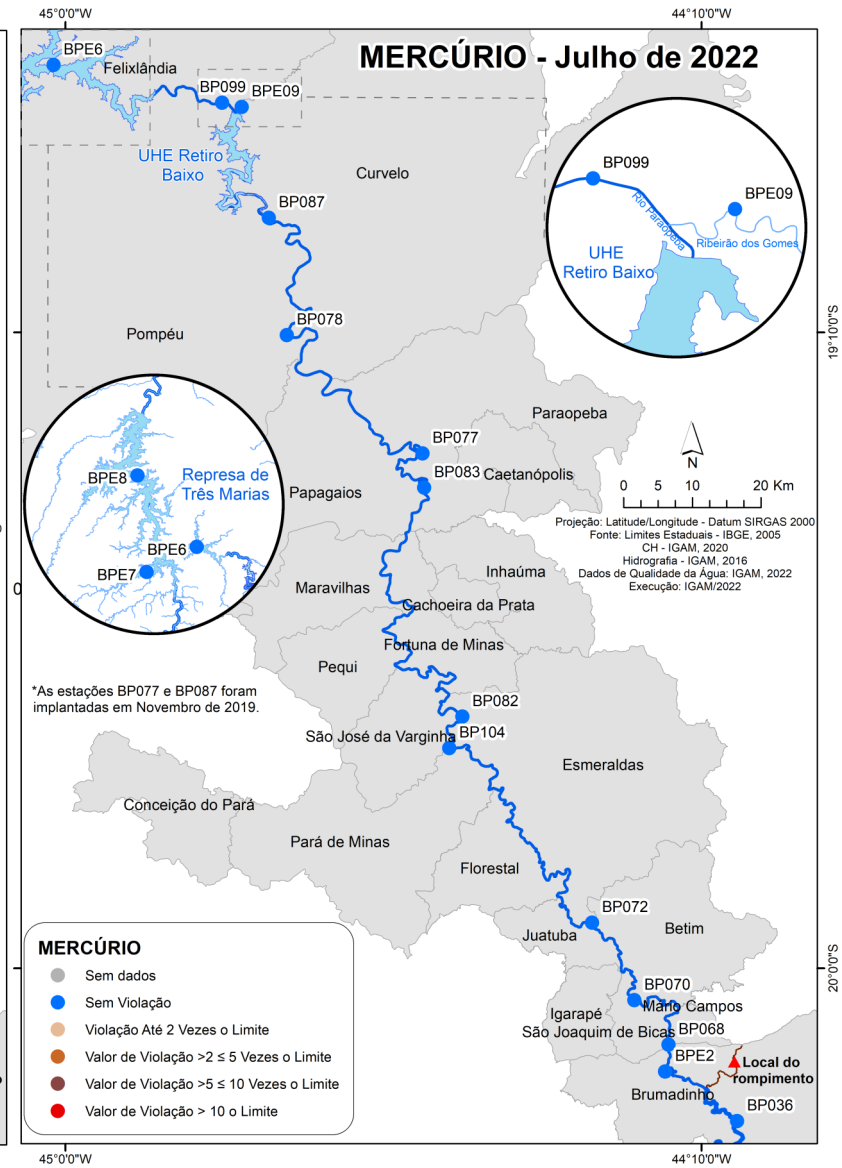 45°0'0"W
44°10'0"W
MERCÚRIO - Julho de 2022
BPE6
Felixlândia
BP099
BPE09
UHE Retiro
Baixo
Curvelo
BP087
BP099
BPE09
Rio Paraopeba
Ribeirão dos Gomes
UHE
Retiro Baixo
BP078
Pompéu
19°10'0"S
Paraopeba
BP077
Caetanópolis
BP083
Papagaios
N
0 5 10 20 Km
Projeção: Latitude/Longitude - Datum SIRGAS 2000
Fonte: Limites Estaduais - IBGE, 2005
CH - IGAM, 2020
Hidrografia - IGAM, 2016
Dados de Qualidade da Água: IGAM, 2022
Execução: IGAM/2022
BPE8
Represa de
Três Marias
BPE6
BPE7
Inhaúma
Maravilhas
Cachoeira da Prata
Fortuna de Minas
Pequi
*As estações BP077 e BP087 foram
implantadas em Novembro de 2019.
BP082
São José da Varginha
BP104
Esmeraldas
Conceição do Pará
Pará de Minas
Florestal
BP072
Juatuba
Betim
20°0'0"S
BP070
Mário Campos
Igarapé
São Joaquim de Bicas
BP068
BPE2
Local do
rompimento
Brumadinho
BP036
MERCÚRIO
Sem dados
Sem Violação
Violação Até 2 Vezes o Limite
Valor de Violação >2 ≤ 5 Vezes o Limite
Valor de Violação >5 ≤ 10 Vezes o Limite
Valor de Violação > 10 o Limite
45°0'0"W
44°10'0"W